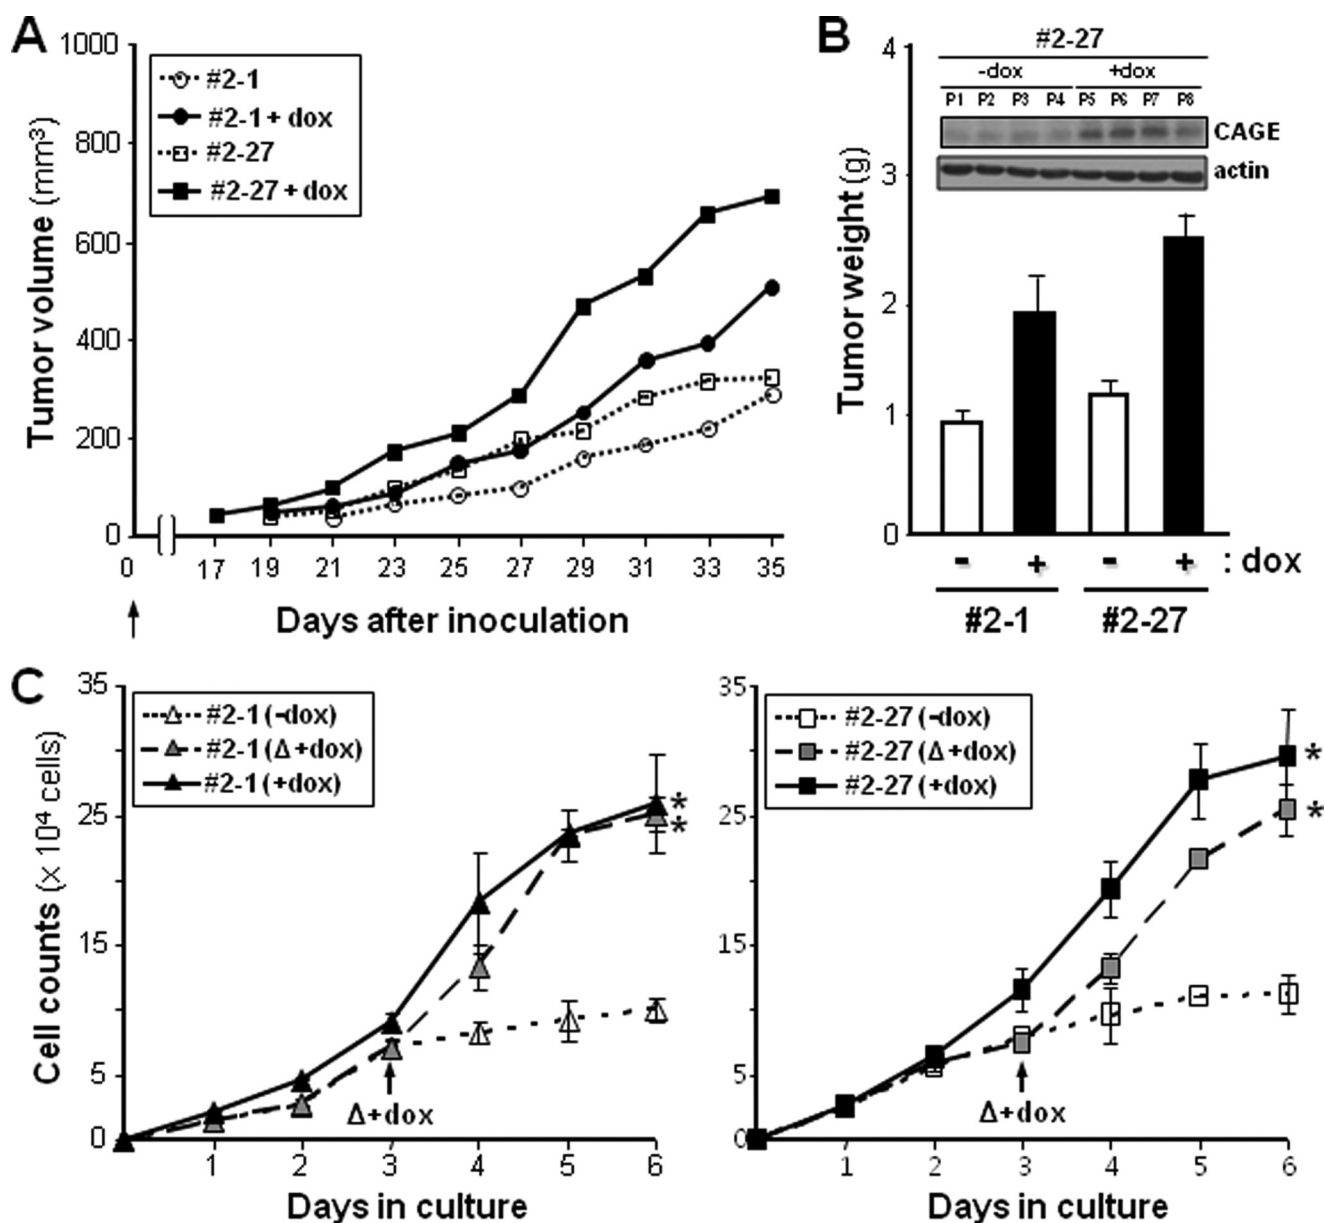 A
1000
800
600
400
200
0
Tumor volume (mm³)
#2-1
#2-1 + dox
#2-27
#2-27 + dox
0 17 19 21 23 25 27 29 31 33 35
Days after inoculation
B
4
3
2
1
0
Tumor weight (g)
#2-27
-dox +dox
P1 P2 P3 P4 P5 P6 P7 P8
CAGE
actin
- + - + : dox
#2-1 #2-27
C
35
25
15
5
0
Cell counts (x 10⁴ cells)
#2-1 (-dox)
#2-1 (Δ +dox)
#2-1 (+dox)
*
*
Δ+dox
1 2 3 4 5 6
Days in culture
35
25
15
5
0
#2-27 (-dox)
#2-27 (Δ +dox)
#2-27 (+dox)
*
*
Δ+dox
1 2 3 4 5 6
Days in culture